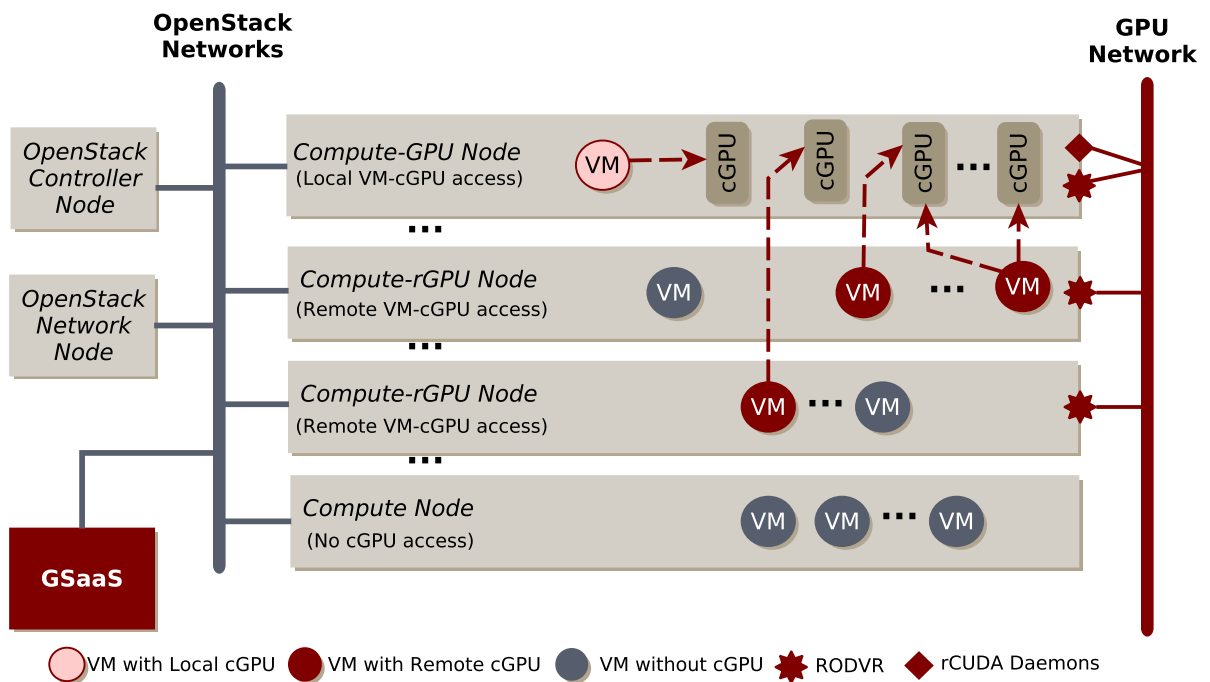 OpenStack
Networks
GPU
Network
OpenStack
Controller
Node
Compute-GPU Node
(Local VM-cGPU access)
VM
cGPU
cGPU
cGPU
...
cGPU
...
OpenStack
Network
Node
Compute-rGPU Node
(Remote VM-cGPU access)
VM
VM
...
VM
...
Compute-rGPU Node
(Remote VM-cGPU access)
VM
...
VM
...
Compute Node
(No cGPU access)
VM
VM
...
VM
GSaaS
VM with Local cGPU
VM with Remote cGPU
VM without cGPU
RODVR
rCUDA Daemons